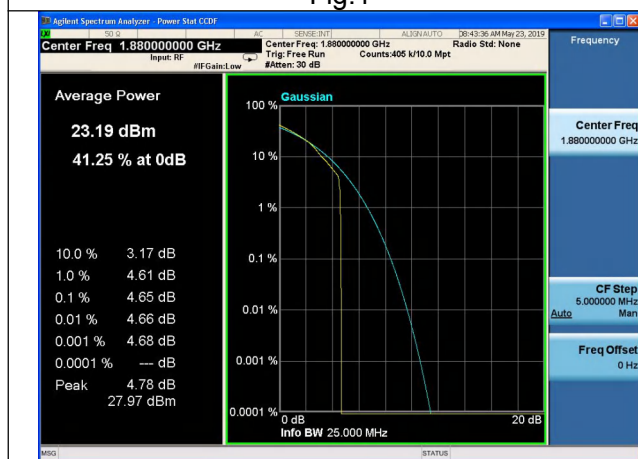 Fig.1
Agilent Spectrum Analyzer - Power Stat CCDF
50 Ω AC SENSE:INT ALIGN AUTO 08:43:36 AM May 23, 2019
Center Freq 1.880000000 GHz
Input: RF
#IFGain:Low
Center Freq: 1.880000000 GHz
Radio Std: None
Trig: Free Run Counts:405 k/10.0 Mpt
#Atten: 30 dB
Frequency
Average Power
23.19 dBm
41.25 % at 0dB
10.0 % 3.17 dB
1.0 % 4.61 dB
0.1 % 4.65 dB
0.01 % 4.66 dB
0.001 % 4.68 dB
0.0001 % --- dB
Peak 4.78 dB
27.97 dBm
Gaussian
100 %
10 %
1 %
0.1 %
0.01 %
0.001 %
0.0001 %
0 dB 20 dB
Info BW 25.000 MHz
Center Freq
1.880000000 GHz
CF Step
5.000000 MHz
Auto Man
Freq Offset
0 Hz
MSG STATUS